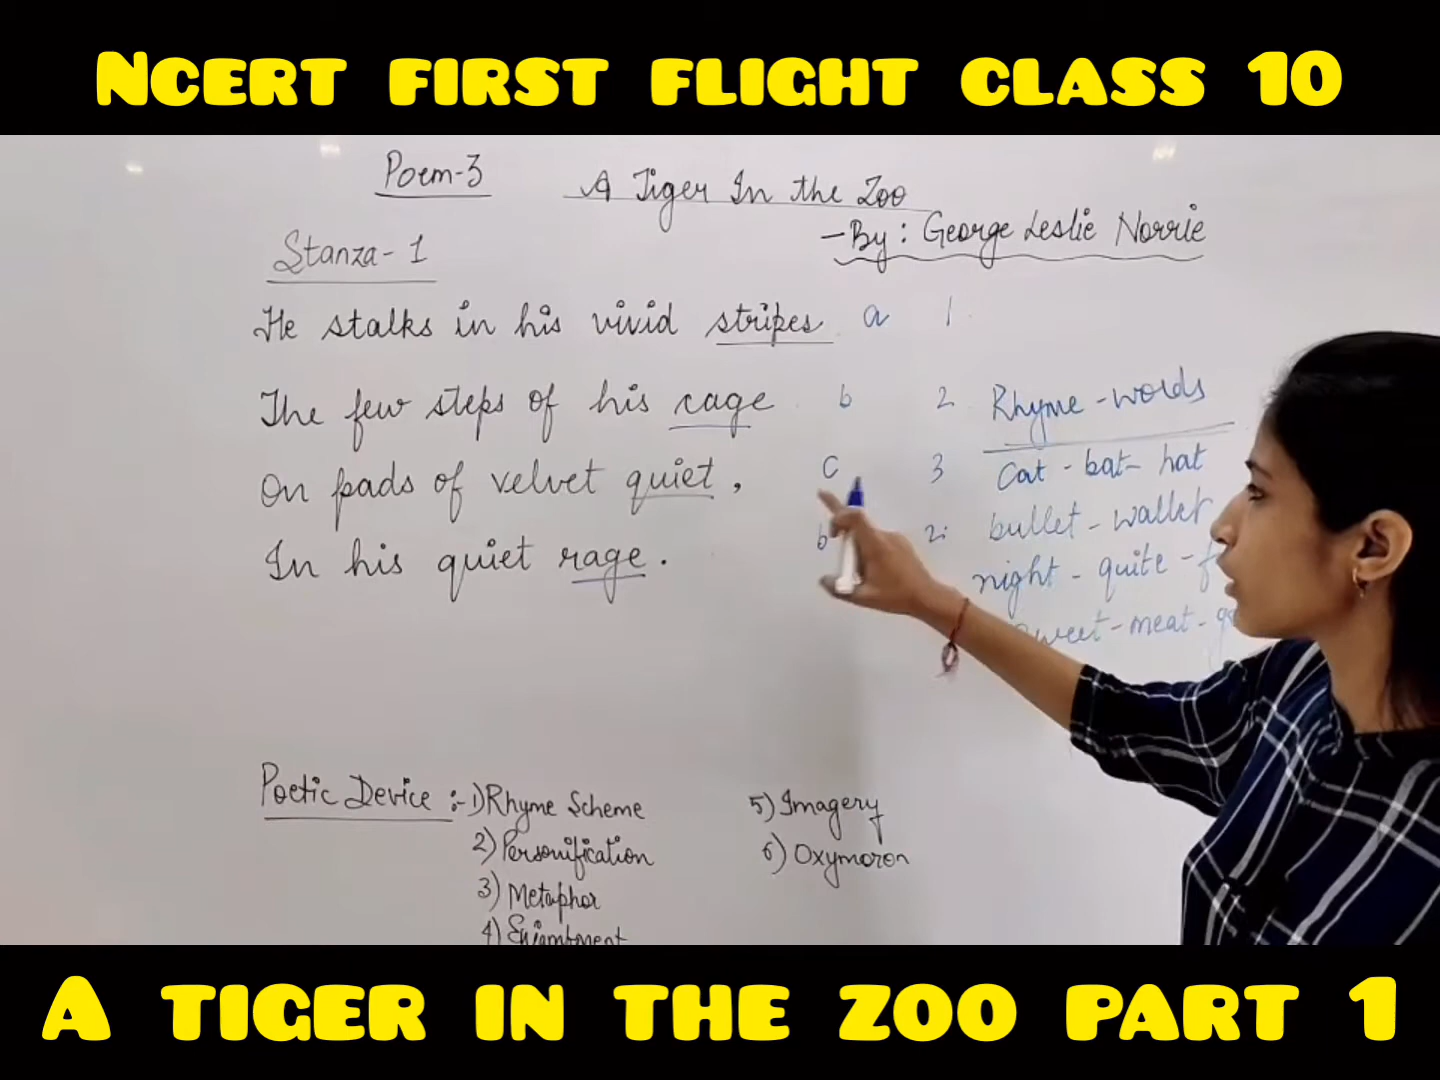 NCERT FIRST FLIGHT CLASS 10
Poem-3
A Tiger In the Zoo
-By: George Leslie Norrie
Stanza-1
He stalks in his vivid stripes a 1
The few steps of his cage b 2
On pads of velvet quiet, c 3
In his quiet rage. b 2
Rhyme-words
Cat - bat - hat
bullet - wallet
night - quite -
sweet - meat -
Poetic Device :- 1) Rhyme Scheme
2) Personification
3) Metaphor
4) Enjambment
5) Imagery
6) Oxymoron
A TIGER IN THE ZOO PART 1